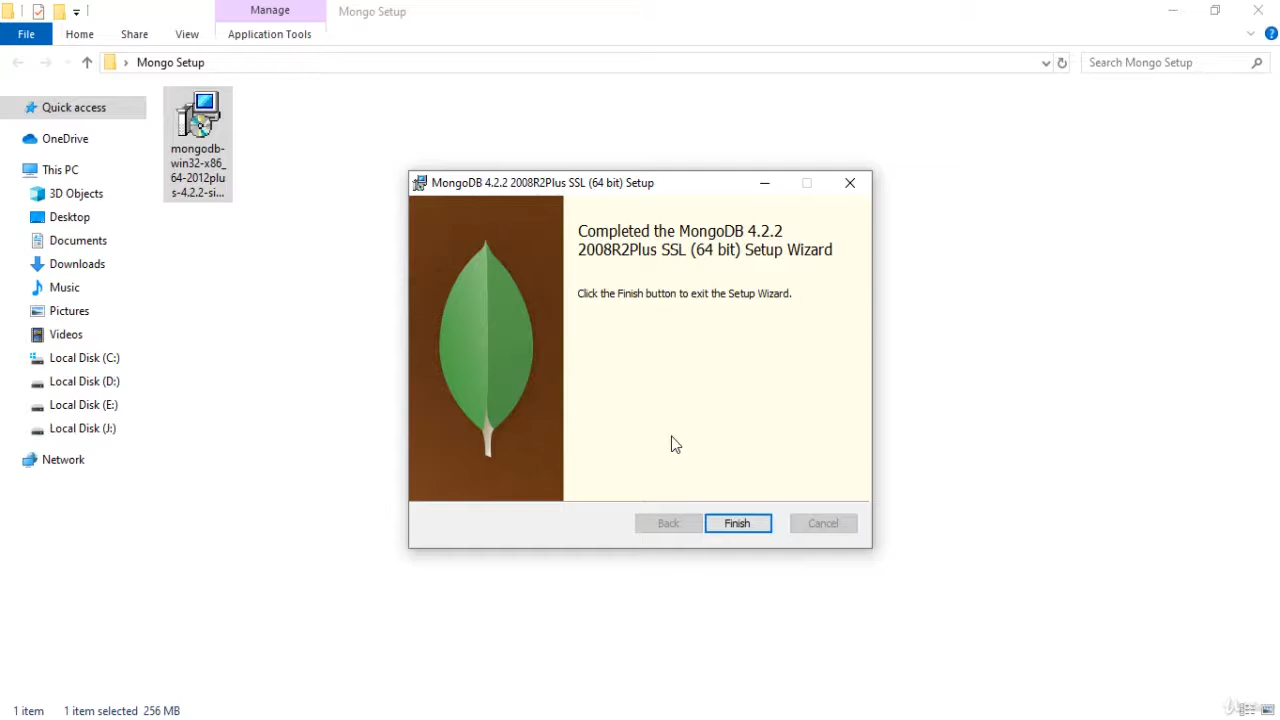 Manage
Mongo Setup
File
Home
Share
View
Application Tools
Mongo Setup
Search Mongo Setup
Quick access
OneDrive
This PC
3D Objects
Desktop
Documents
Downloads
Music
Pictures
Videos
Local Disk (C:)
Local Disk (D:)
Local Disk (E:)
Local Disk (J:)
Network
mongodb-
win32-x86_
64-2012plu
s-4.2.2-si...
MongoDB 4.2.2 2008R2Plus SSL (64 bit) Setup
Completed the MongoDB 4.2.2
2008R2Plus SSL (64 bit) Setup Wizard
Click the Finish button to exit the Setup Wizard.
Back
Finish
Cancel
1 item
1 item selected 256 MB